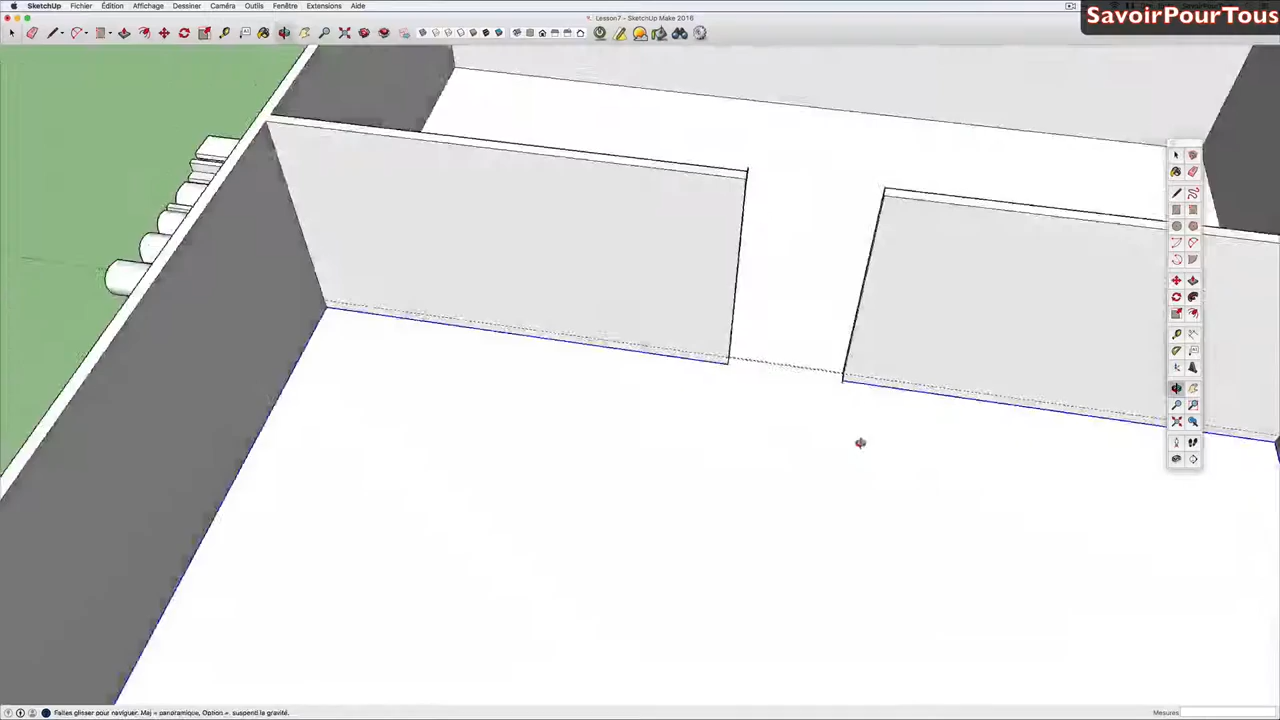 SketchUp Fichier Édition Affichage Dessiner Caméra Outils Fenêtre Extensions Aide
Lesson7 - SketchUp Make 2016
SavoirPourTous
Faites glisser pour naviguer. Maj = panoramique, Option = suspend la gravité.
Mesures